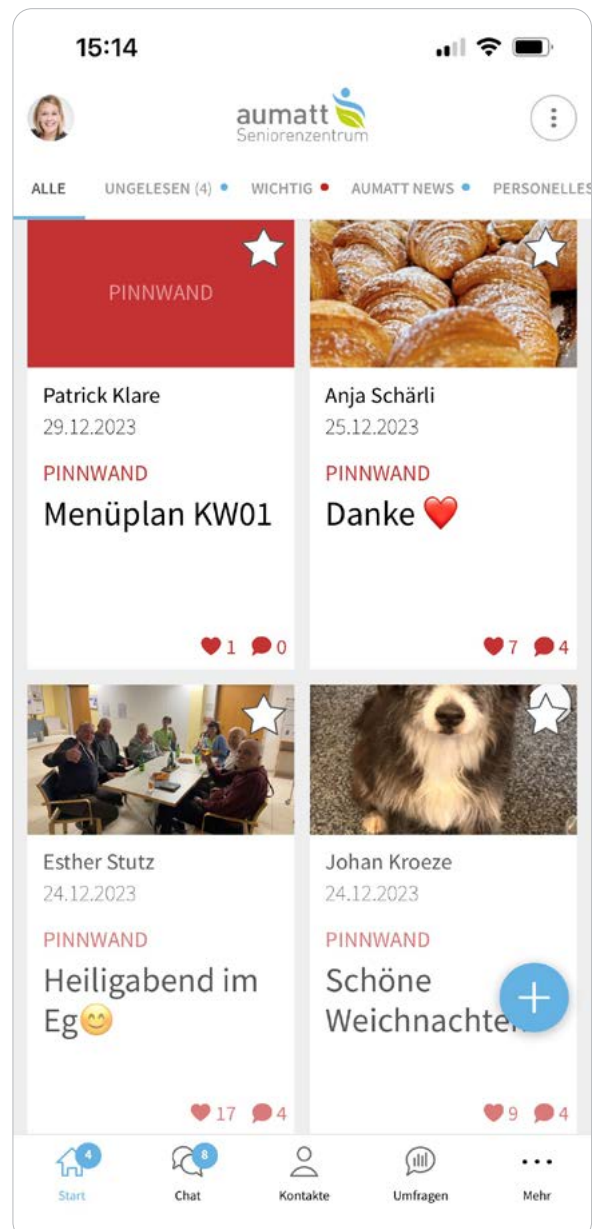 15:14
aumatt
Seniorenzentrum
ALLE UNGELESEN (4) WICHTIG AUMATT NEWS PERSONELLES
PINNWAND
Patrick Klare
29.12.2023
PINNWAND
Menüplan KW01
1 0
Anja Schärli
25.12.2023
PINNWAND
Danke ❤️
7 4
Esther Stutz
24.12.2023
PINNWAND
Heiligabend im
Eg😊
17 4
Johan Kroeze
24.12.2023
PINNWAND
Schöne
Weichnachten
9 4
4 8
Start Chat Kontakte Umfragen Mehr